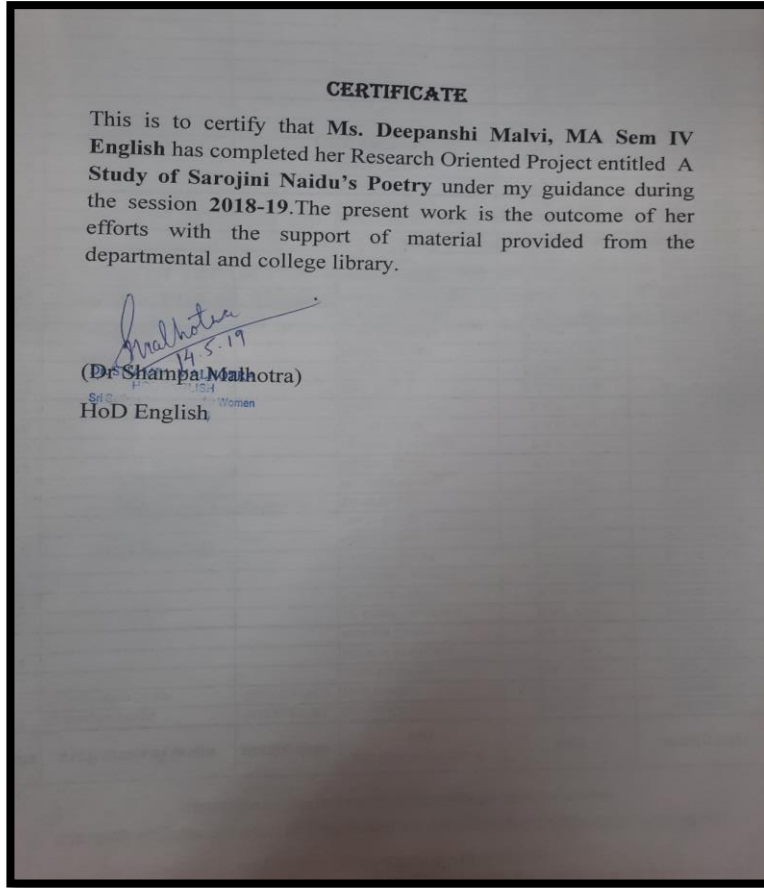 CERTIFICATE
This is to certify that Ms. Deepanshi Malvi, MA Sem IV
English has completed her Research Oriented Project entitled A
Study of Sarojini Naidu's Poetry under my guidance during
the session 2018-19.The present work is the outcome of her
efforts with the support of material provided from the
departmental and college library.
14.5.19
(Dr Shampa Malhotra)
Sri Women
HoD English